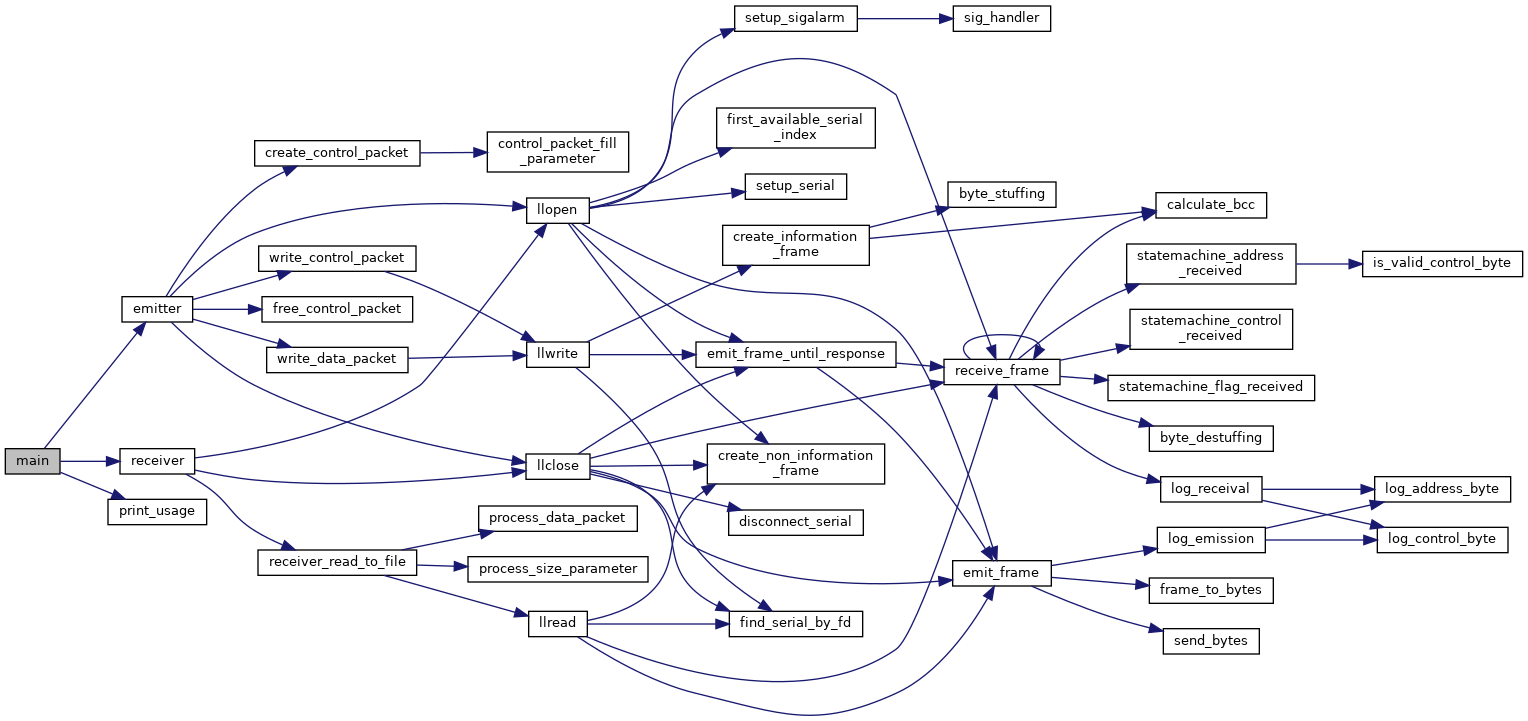 main
emitter
receiver
print_usage
create_control_packet
write_control_packet
free_control_packet
write_data_packet
receiver_read_to_file
control_packet_fill
_parameter
llopen
llwrite
llclose
process_data_packet
process_size_parameter
llread
setup_sigalarm
first_available_serial
_index
setup_serial
create_information
_frame
emit_frame_until_response
create_non_information
_frame
disconnect_serial
find_serial_by_fd
sig_handler
byte_stuffing
receive_frame
emit_frame
calculate_bcc
statemachine_address
_received
statemachine_control
_received
statemachine_flag_received
byte_destuffing
log_receival
log_emission
frame_to_bytes
send_bytes
is_valid_control_byte
log_address_byte
log_control_byte